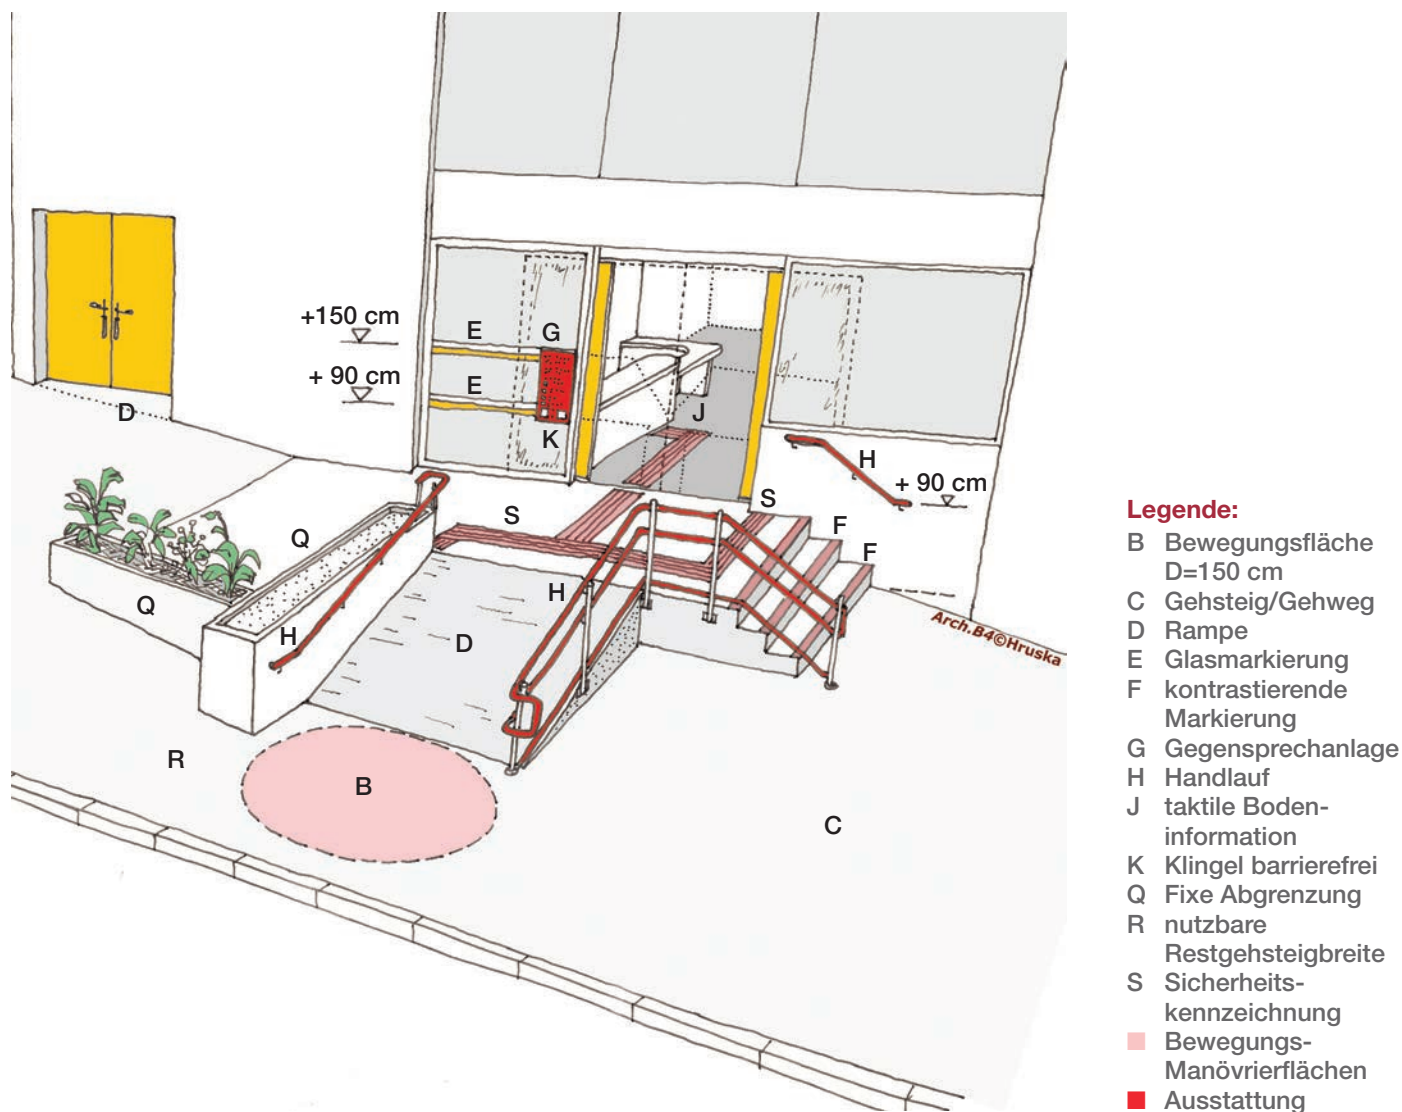 +150 cm
E
G
+ 90 cm
E
D
J
K
H
+ 90 cm
S
S
F
Q
F
H
Q
H
D
Arch.B4©Hruska
R
B
C
Legende:
B Bewegungsfläche
D=150 cm
C Gehsteig/Gehweg
D Rampe
E Glasmarkierung
F kontrastierende
Markierung
G Gegensprechanlage
H Handlauf
J taktile Boden-
information
K Klingel barrierefrei
Q Fixe Abgrenzung
R nutzbare
Restgehsteigbreite
S Sicherheits-
kennzeichnung
Bewegungs-
Manövrierflächen
Ausstattung